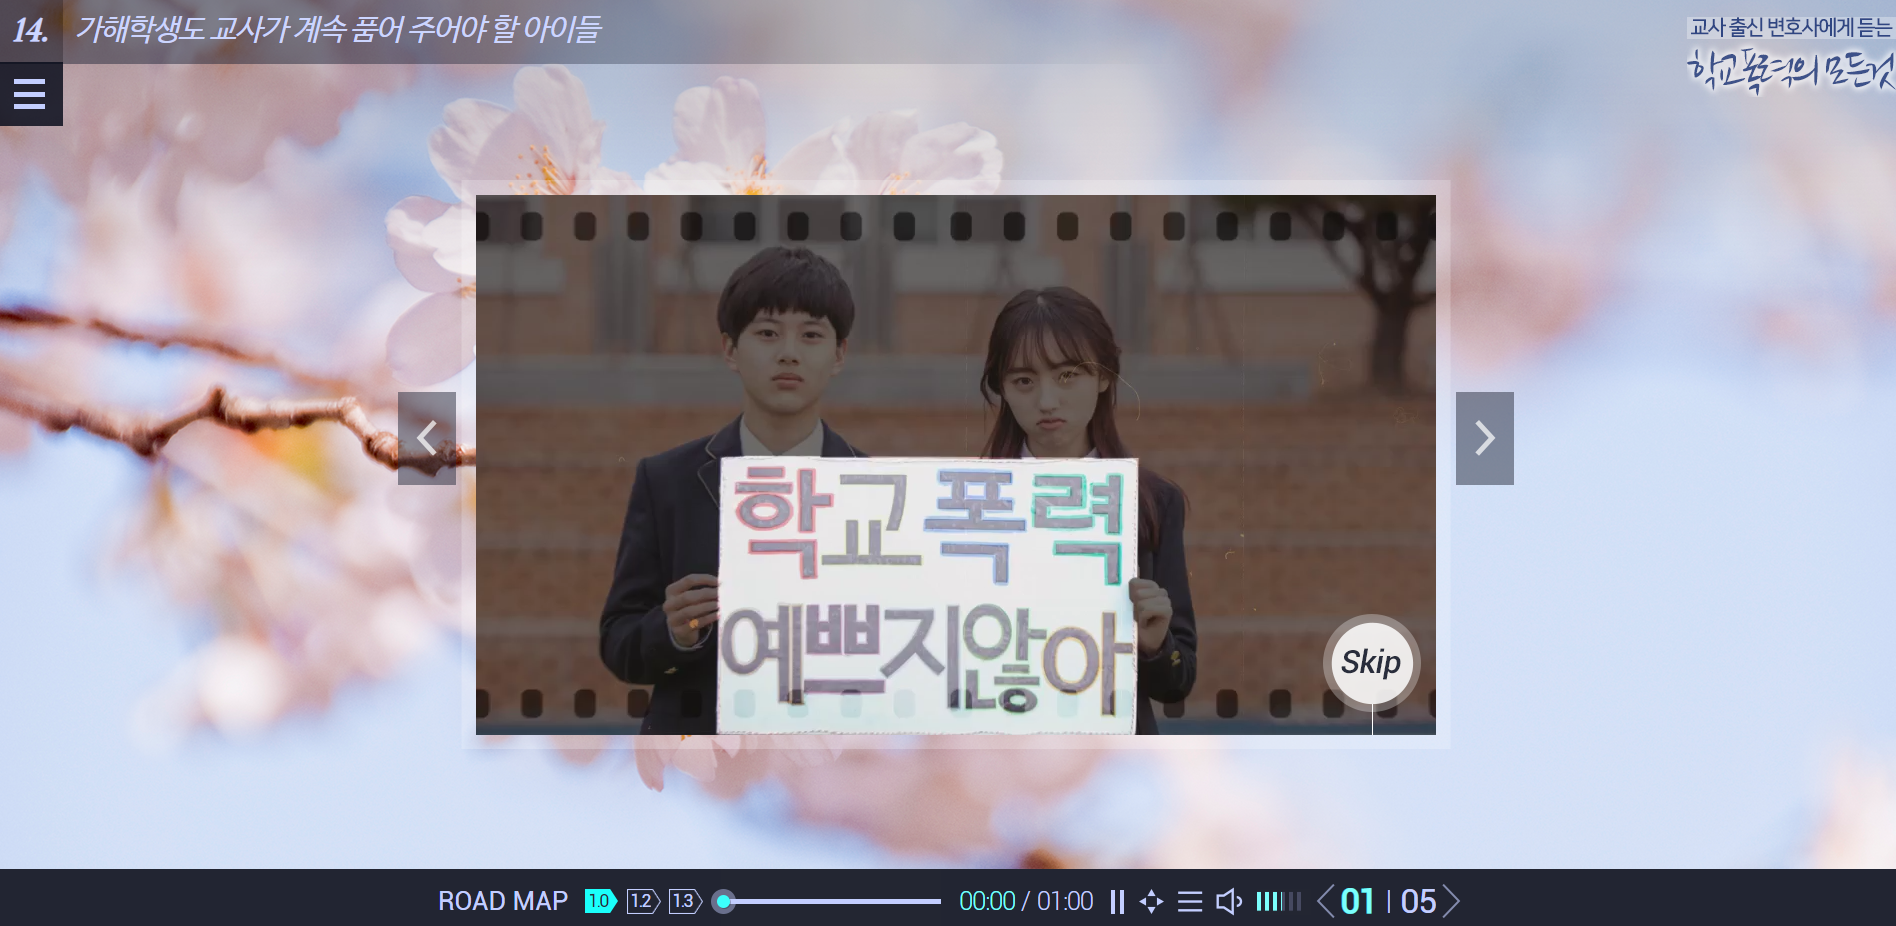 14. 가해학생도 교사가 계속 품어 주어야 할 아이들
교사 출신 변호사에게 듣는
학교폭력의 모든것
학교폭력
예쁘지않아
Skip
ROAD MAP 1.0 1.2 1.3 00:00 / 01:00 01 | 05